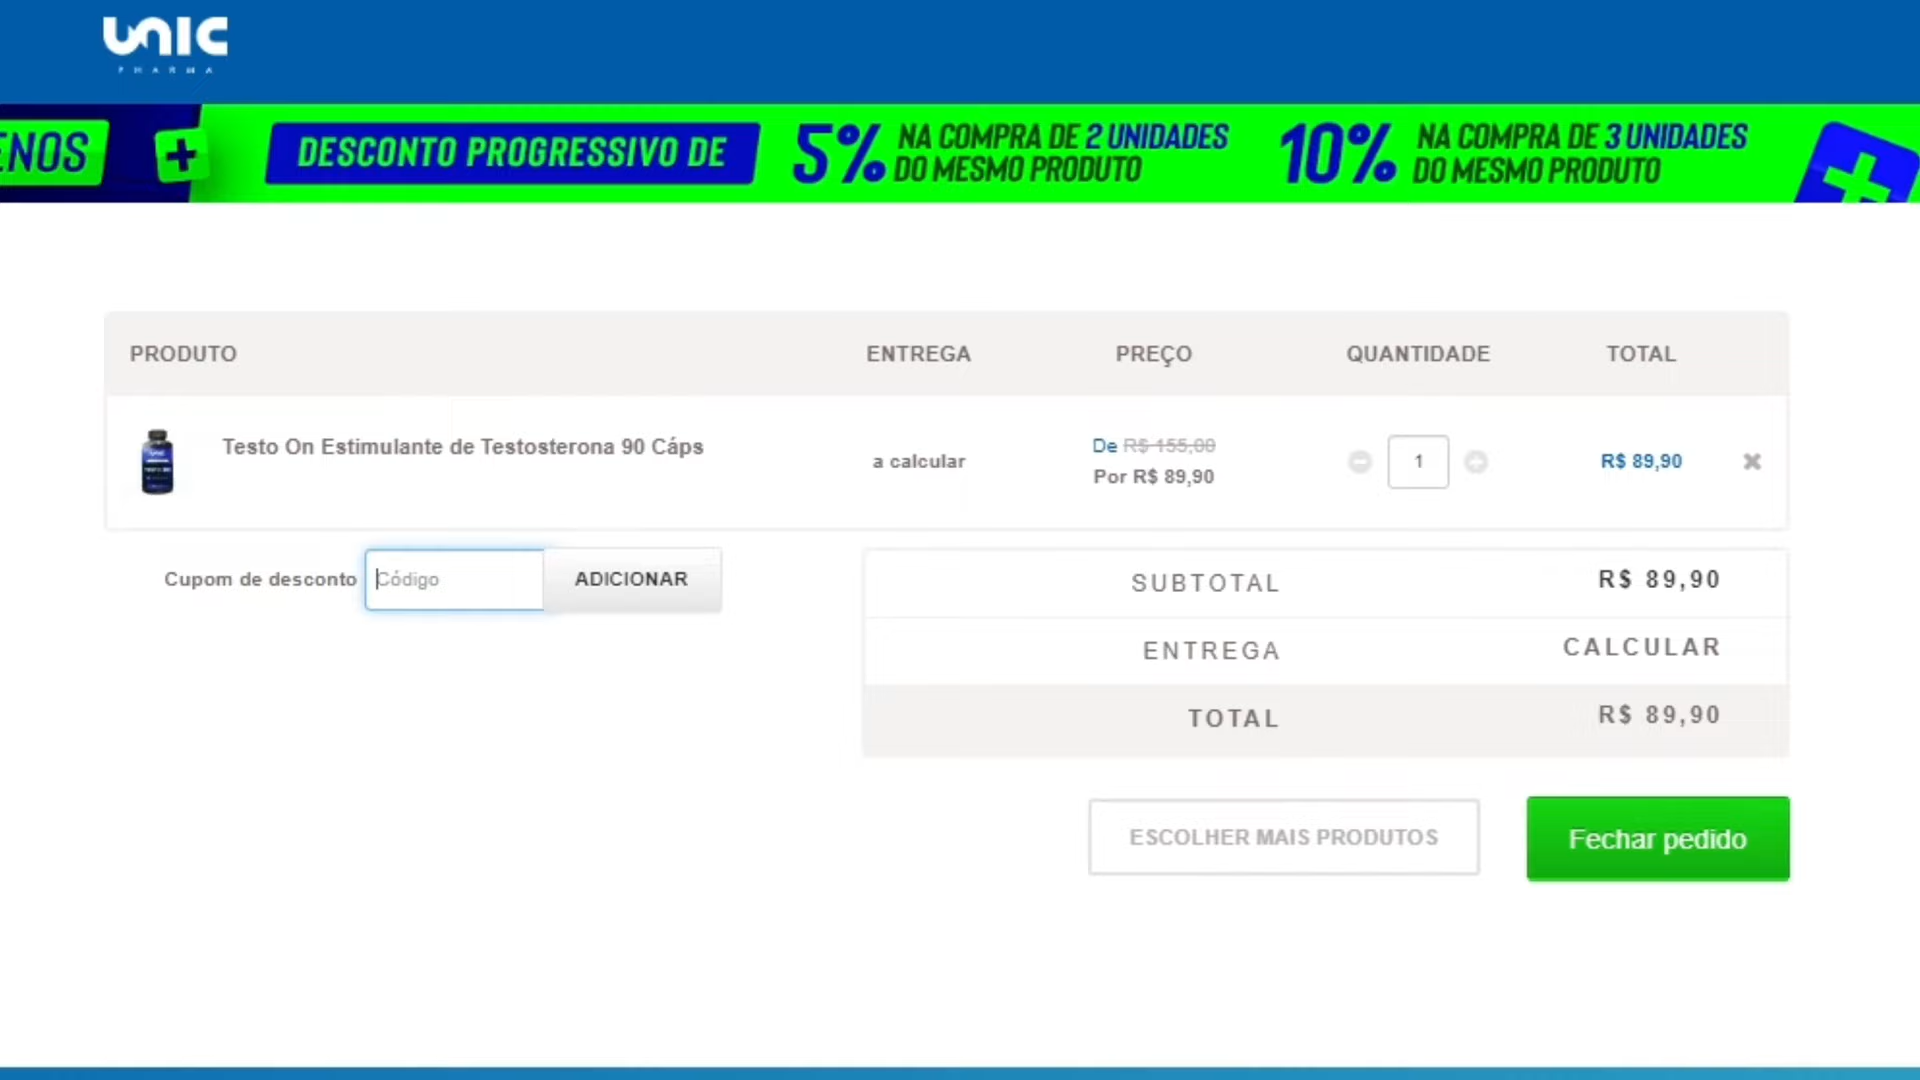 UNIC
PHARMA
ENOS
DESCONTO PROGRESSIVO DE
5% NA COMPRA DE 2 UNIDADES
DO MESMO PRODUTO
10% NA COMPRA DE 3 UNIDADES
DO MESMO PRODUTO
PRODUTO ENTREGA PREÇO QUANTIDADE TOTAL
Testo On Estimulante de Testosterona 90 Cáps
a calcular
De R$ 155,00
Por R$ 89,90
1
R$ 89,90
Cupom de desconto Código ADICIONAR
SUBTOTAL R$ 89,90
ENTREGA CALCULAR
TOTAL R$ 89,90
ESCOLHER MAIS PRODUTOS
Fechar pedido